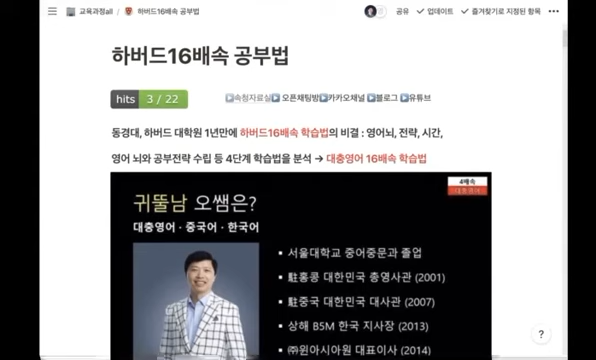 교육과정all / 하버드16배속 공부법
공유 업데이트 즐겨찾기로 지정된 항목 •••
하버드16배속 공부법
hits 3 / 22
▶속청자료실▶ 오픈채팅방▶카카오채널 ▶블로그 ▶유튜브
동경대, 하버드 대학원 1년만에 하버드16배속 학습법의 비결 : 영어뇌, 전략, 시간,
영어 뇌와 공부전략 수립 등 4단계 학습법을 분석 → 대충영어 16배속 학습법
4배속
대충영어
귀뚤남 오쌤은?
대충영어 · 중국어 · 한국어
▪ 서울대학교 중어중문과 졸업
▪ 駐홍콩 대한민국 총영사관 (2001)
▪ 駐중국 대한민국 대사관 (2007)
▪ 상해 B5M 한국 지사장 (2013)
▪ ㈜윈아시아원 대표이사 (2014)
?